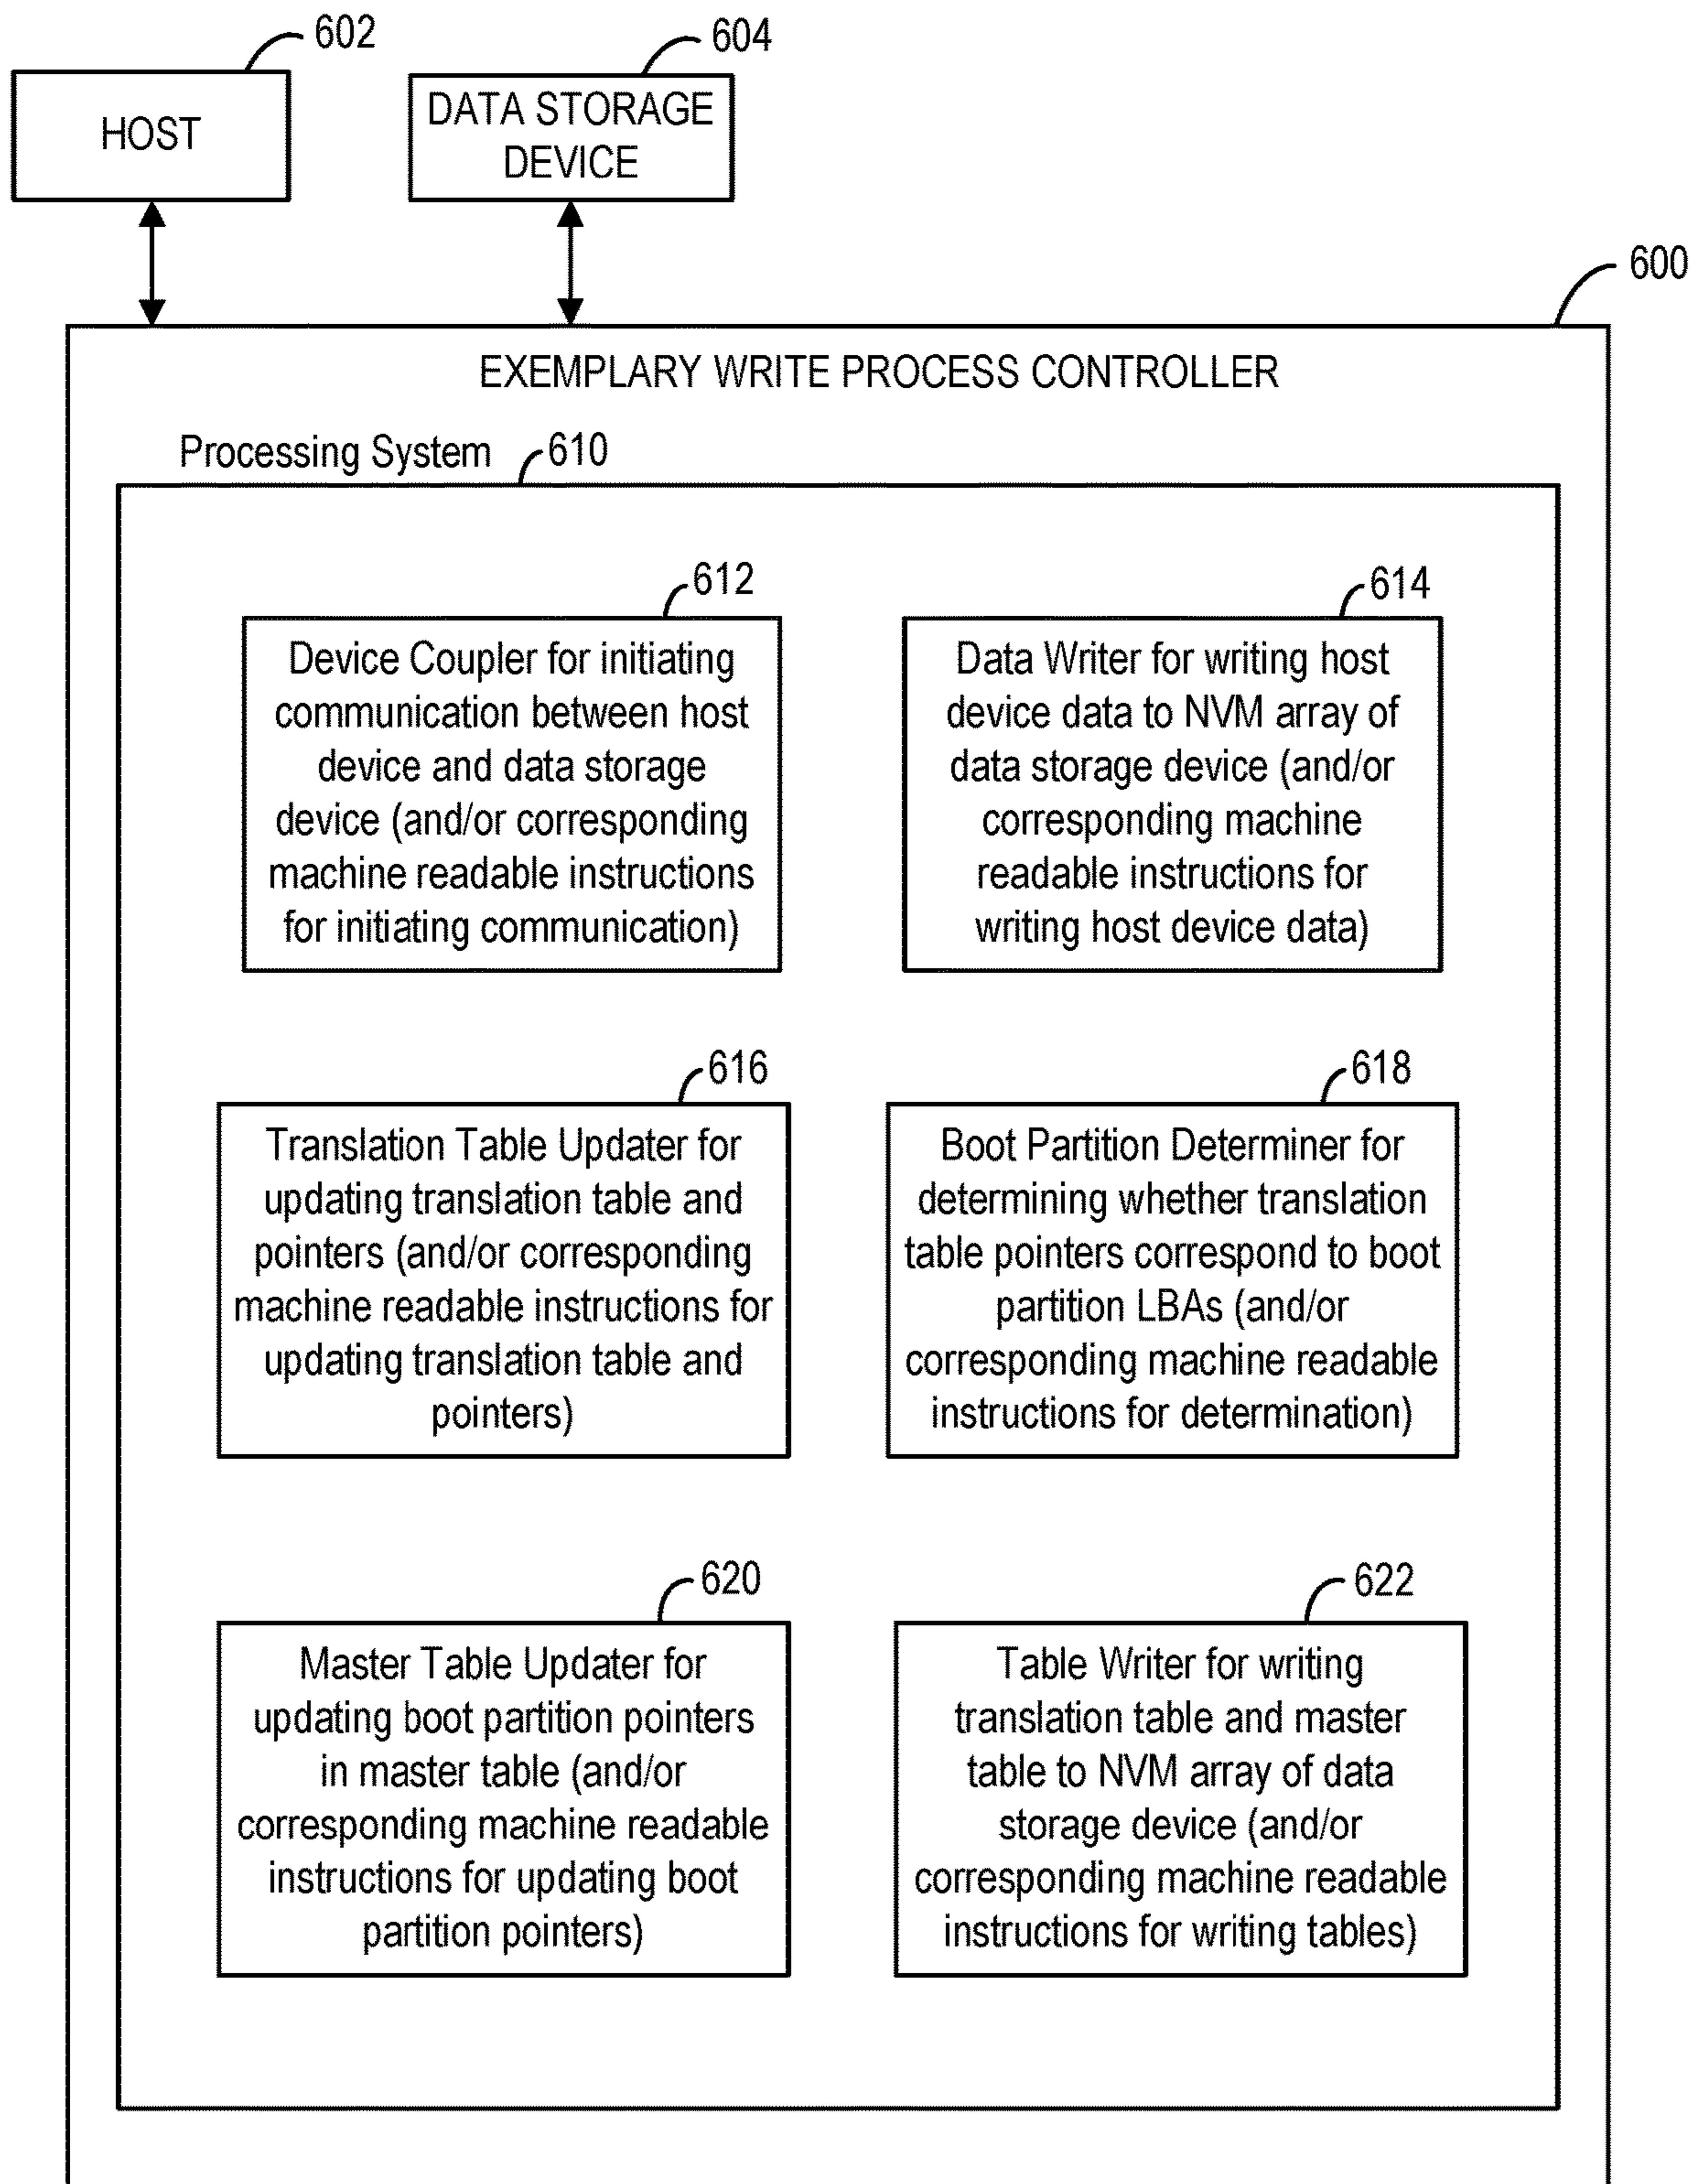 602
604
HOST
DATA STORAGE
DEVICE
600
EXEMPLARY WRITE PROCESS CONTROLLER
Processing System
610
612
Device Coupler for initiating
communication between host
device and data storage
device (and/or corresponding
machine readable instructions
for initiating communication)
614
Data Writer for writing host
device data to NVM array of
data storage device (and/or
corresponding machine
readable instructions for
writing host device data)
616
Translation Table Updater for
updating translation table and
pointers (and/or corresponding
machine readable instructions for
updating translation table and
pointers)
618
Boot Partition Determiner for
determining whether translation
table pointers correspond to boot
partition LBAs (and/or
corresponding machine readable
instructions for determination)
620
Master Table Updater for
updating boot partition pointers
in master table (and/or
corresponding machine readable
instructions for updating boot
partition pointers)
622
Table Writer for writing
translation table and master
table to NVM array of data
storage device (and/or
corresponding machine readable
instructions for writing tables)